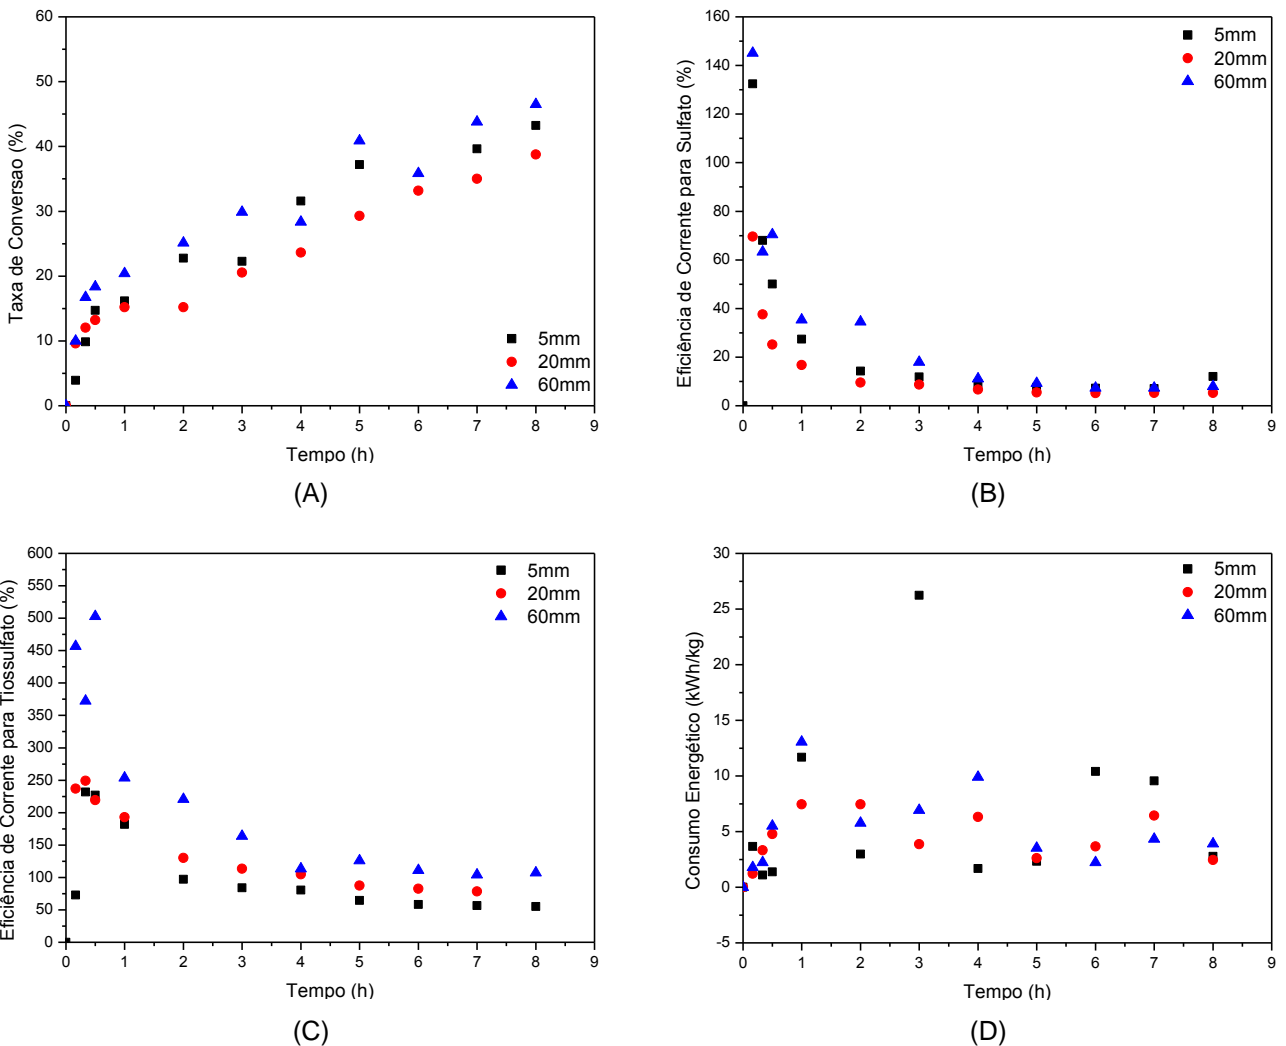 60
50
40
30
20
10
0
Taxa de Conversao (%)
5mm
20mm
60mm
0 1 2 3 4 5 6 7 8 9
Tempo (h)
(A)
160
140
120
100
80
60
40
20
0
Eficiência de Corrente para Sulfato (%)
5mm
20mm
60mm
0 1 2 3 4 5 6 7 8 9
Tempo (h)
(B)
600
550
500
450
400
350
300
250
200
150
100
50
0
Eficiência de Corrente para Tiossulfato (%)
5mm
20mm
60mm
0 1 2 3 4 5 6 7 8 9
Tempo (h)
(C)
30
25
20
15
10
5
0
-5
Consumo Energético (kWh/kg)
5mm
20mm
60mm
0 1 2 3 4 5 6 7 8 9
Tempo (h)
(D)